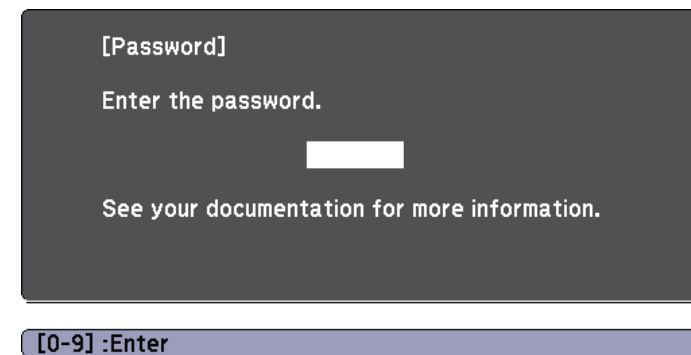 [Password]
Enter the password.
See your documentation for more information.
[0-9] :Enter